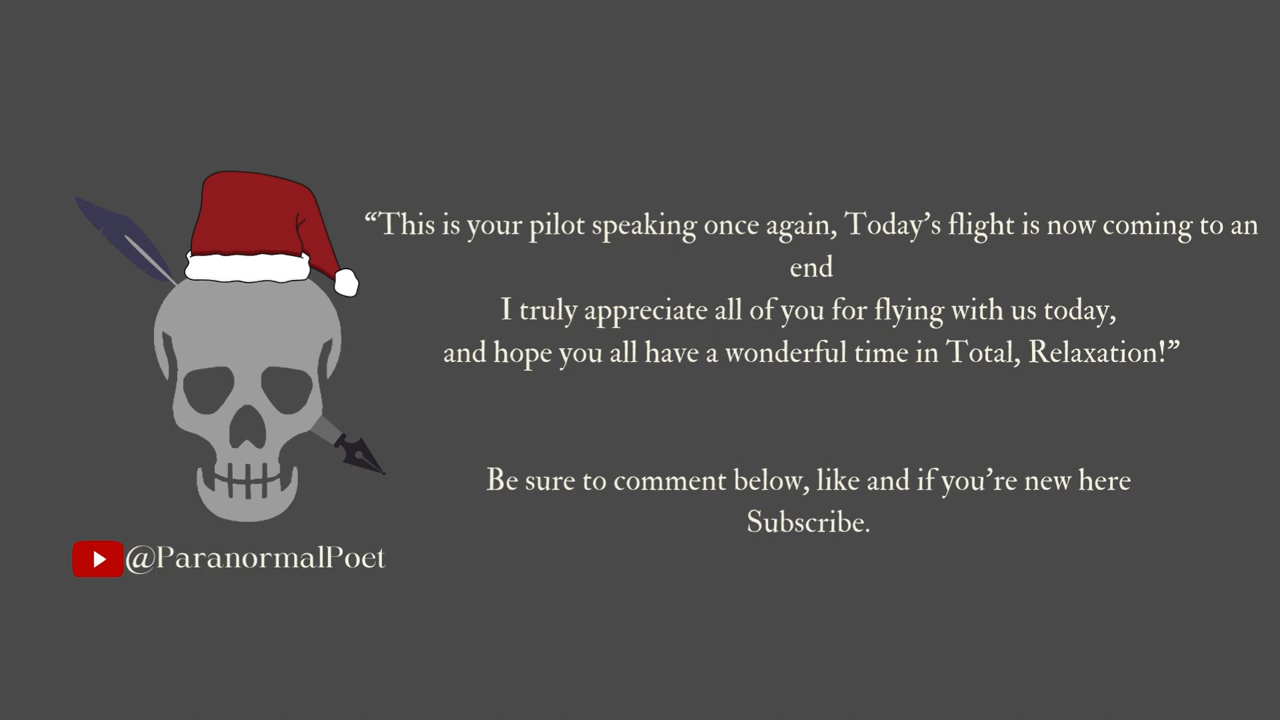 “This is your pilot speaking once again, Today’s flight is now coming to an
end
I truly appreciate all of you for flying with us today,
and hope you all have a wonderful time in Total, Relaxation!”
Be sure to comment below, like and if you’re new here
Subscribe.
@ParanormalPoet